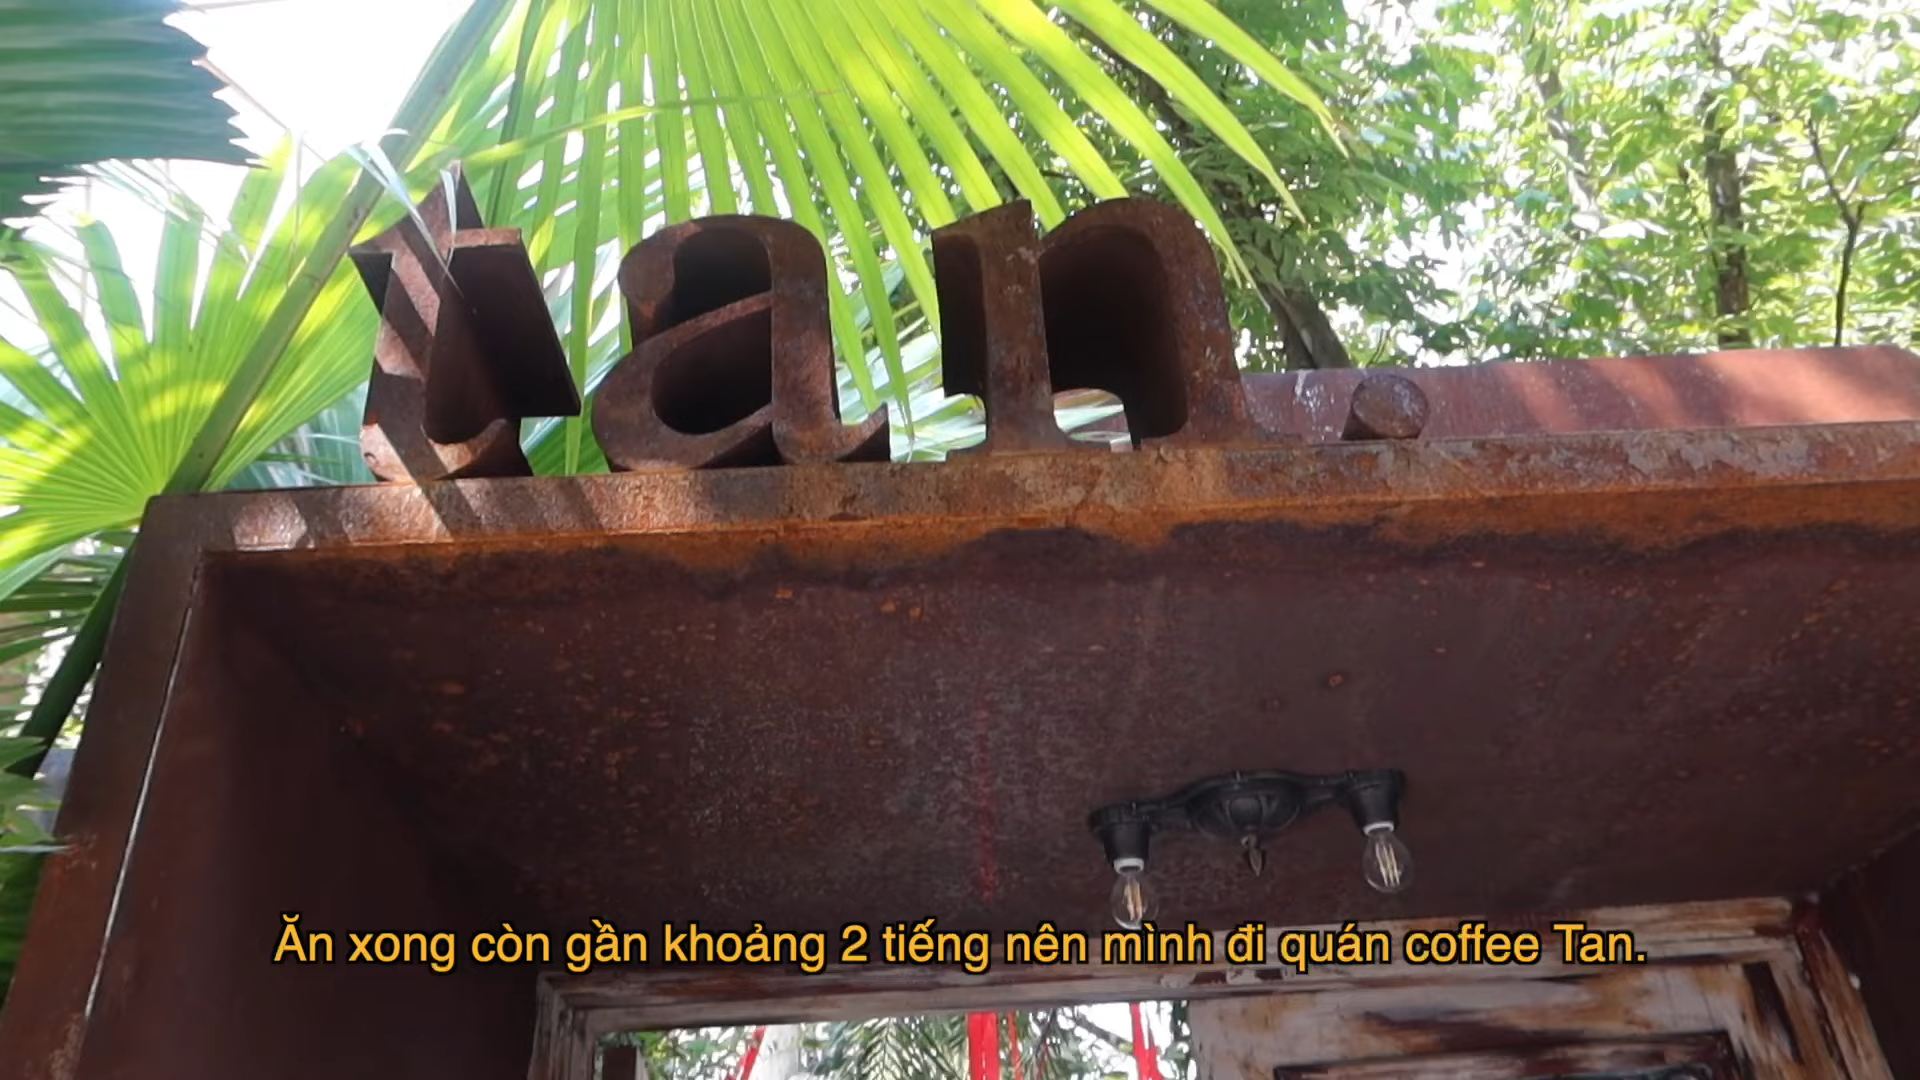 tan.
Ăn xong còn gần khoảng 2 tiếng nên mình đi quán coffee Tan.